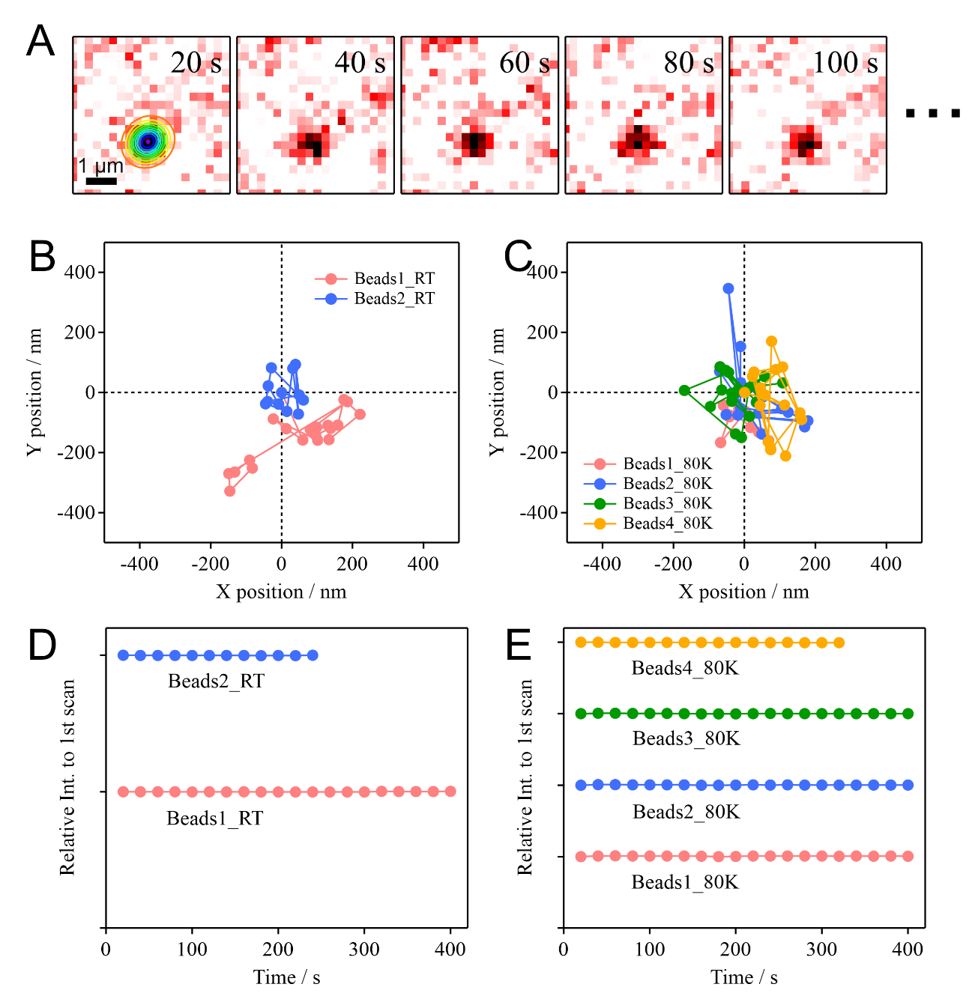 A
20 s
40 s
60 s
80 s
100 s
1 μm
B
Y position / nm
400
200
0
-200
-400
Beads1_RT
Beads2_RT
-400
-200
0
200
400
X position / nm
C
Y position / nm
400
200
0
-200
-400
Beads1_80K
Beads2_80K
Beads3_80K
Beads4_80K
-400
-200
0
200
400
X position / nm
D
Relative Int. to 1st scan
Beads2_RT
Beads1_RT
0
100
200
300
400
Time / s
E
Relative Int. to 1st scan
Beads4_80K
Beads3_80K
Beads2_80K
Beads1_80K
0
100
200
300
400
Time / s